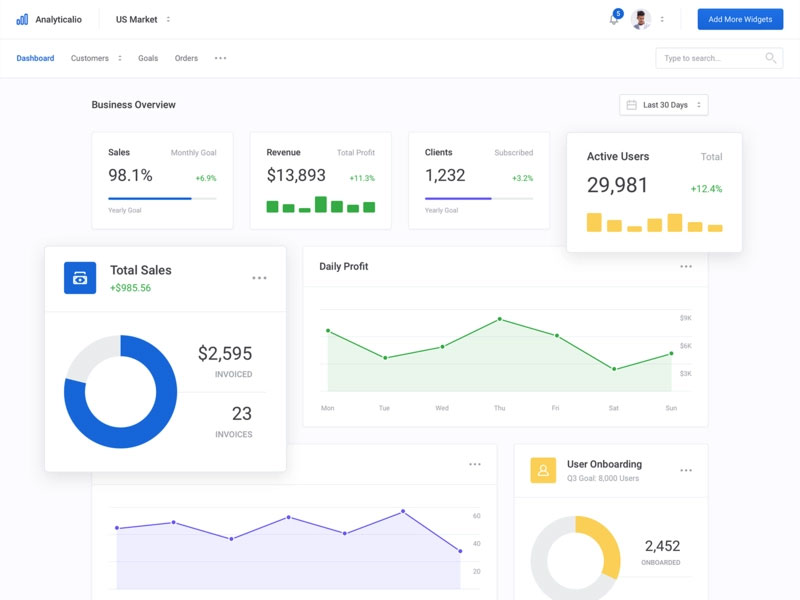 Analyticalio
US Market
5
Add More Widgets
Dashboard
Customers
Goals
Orders
Type to search...
Business Overview
Last 30 Days
Sales
Monthly Goal
98.1%
+6.9%
Yearly Goal
Revenue
Total Profit
$13,893
+11.3%
Clients
Subscribed
1,232
+3.2%
Yearly Goal
Active Users
Total
29,981
+12.4%
Total Sales
+$985.56
$2,595
INVOICED
23
INVOICES
Daily Profit
$9K
$6K
$3K
Mon
Tue
Wed
Thu
Fri
Sat
Sun
60
40
20
User Onboarding
Q3 Goal: 8,000 Users
2,452
ONBOARDED